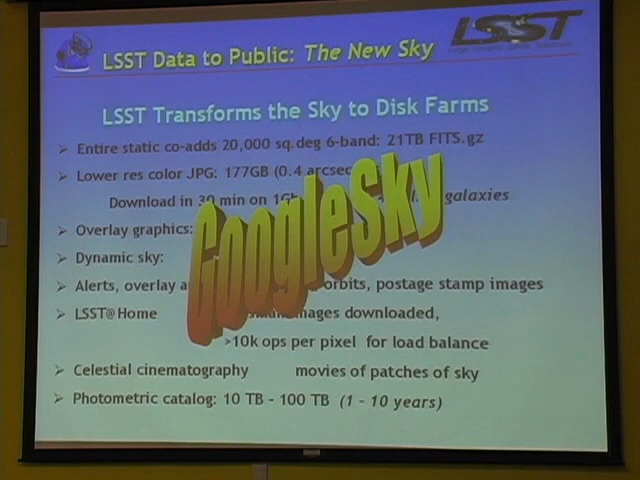 LSST
LSST Data to Public: The New Sky
LSST Transforms the Sky to Disk Farms
Entire static co-adds 20,000 sq.deg 6-band: 21TB FITS.gz
Lower res color JPG: 177GB (0.4 arcsec
Download in 30 min on 1Gb galaxies
GoogleSky
Overlay graphics:
Dynamic sky:
Alerts, overlay orbits, postage stamp images
LSST@Home images downloaded,
>10k ops per pixel for load balance
Celestial cinematography movies of patches of sky
Photometric catalog: 10 TB - 100 TB (1 - 10 years)